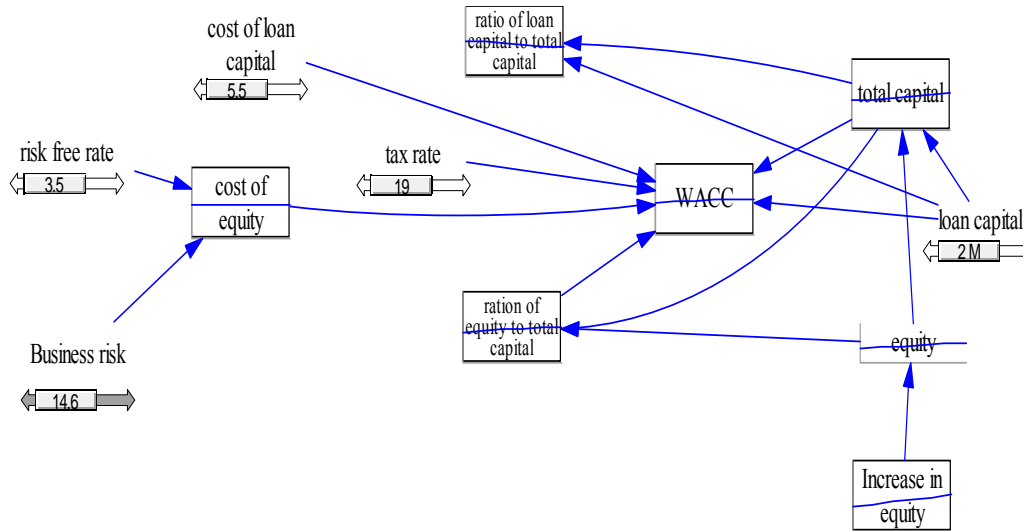 cost of loan
capital
5.5
ratio of loan
capital to total
capital
total capital
risk free rate
3.5
cost of
equity
tax rate
19
WACC
loan capital
2 M
ration of
equity to total
capital
equity
Business risk
14.6
Increase in
equity